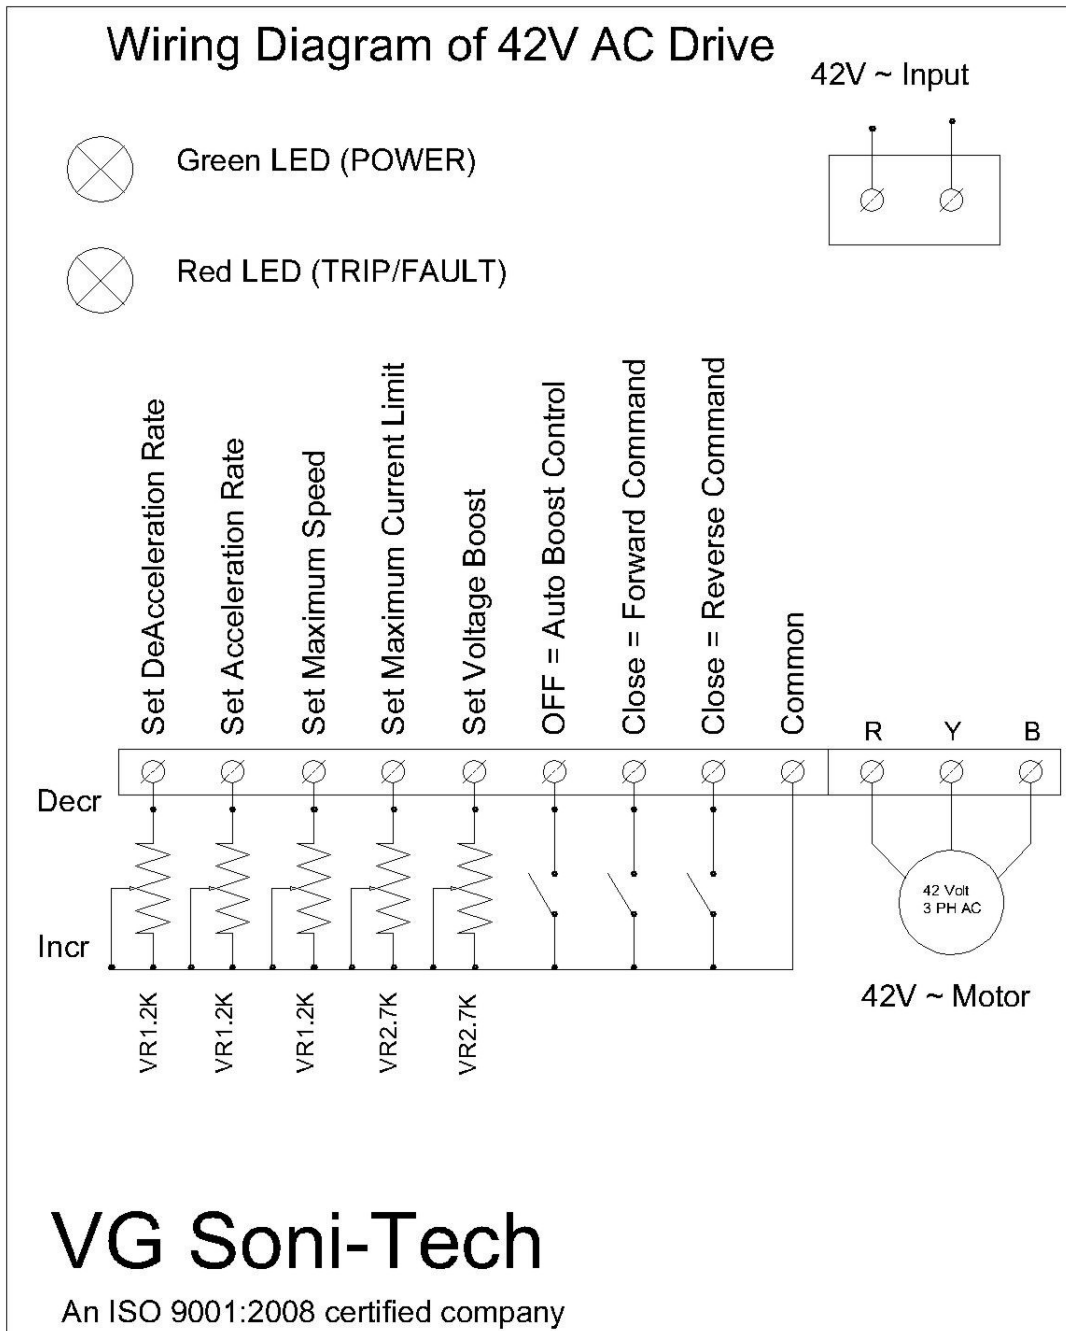 Wiring Diagram of 42V AC Drive
42V ~ Input
Green LED (POWER)
Red LED (TRIP/FAULT)
Set DeAcceleration Rate
Set Acceleration Rate
Set Maximum Speed
Set Maximum Current Limit
Set Voltage Boost
OFF = Auto Boost Control
Close = Forward Command
Close = Reverse Command
Common
R Y B
Decr
42 Volt
3 PH AC
Incr
42V ~ Motor
VR1.2K
VR1.2K
VR1.2K
VR2.7K
VR2.7K
VG Soni-Tech
An ISO 9001:2008 certified company